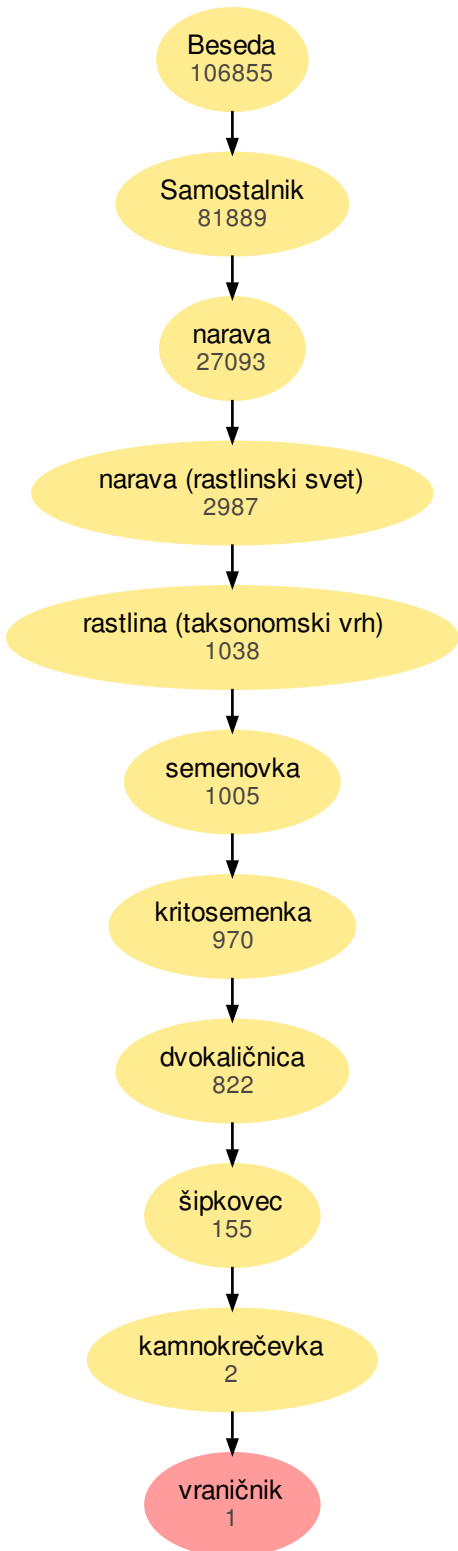 Beseda
106855
Samostalnik
81889
narava
27093
narava (rastlinski svet)
2987
rastlina (taksonomski vrh)
1038
semenovka
1005
kritosemenka
970
dvokaličnica
822
šipkovec
155
kamnokrečevka
2
vraničnik
1